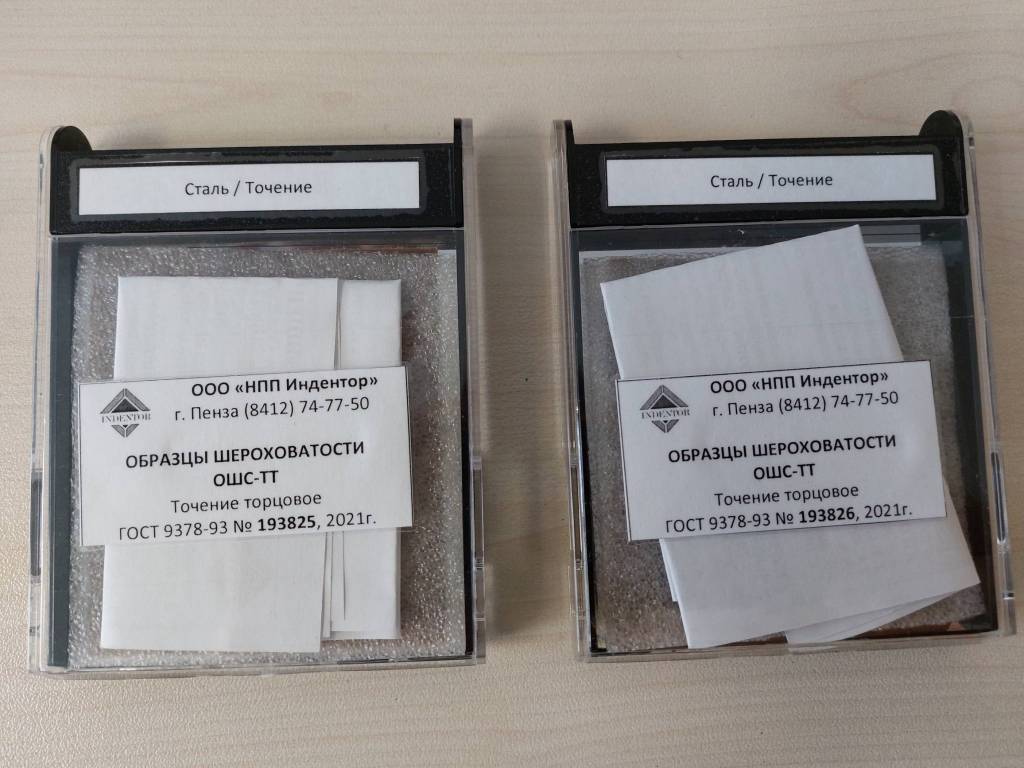 Сталь / Точение
ООО «НПП Индентор»
г. Пенза (8412) 74-77-50
INDENTOR
ОБРАЗЦЫ ШЕРОХОВАТОСТИ
ОШС-ТТ
Точение торцовое
ГОСТ 9378-93 № 193825, 2021г.
Сталь / Точение
ООО «НПП Индентор»
г. Пенза (8412) 74-77-50
INDENTOR
ОБРАЗЦЫ ШЕРОХОВАТОСТИ
ОШС-ТТ
Точение торцовое
ГОСТ 9378-93 № 193826, 2021г.